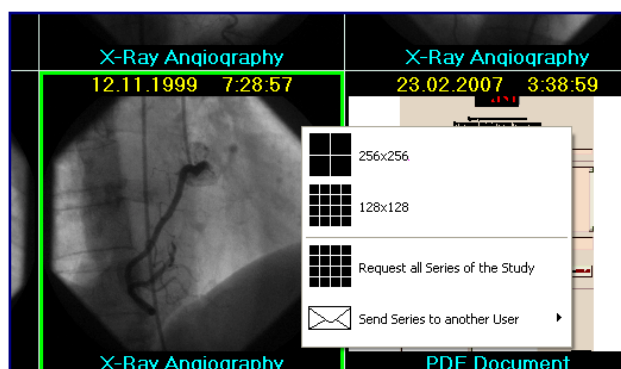 X-Ray Angiography
X-Ray Angiography
12.11.1999 7:28:57
23.02.2007 3:38:59
256x256
128x128
Request all Series of the Study
Send Series to another User
X-Ray Angiography
PDF Document